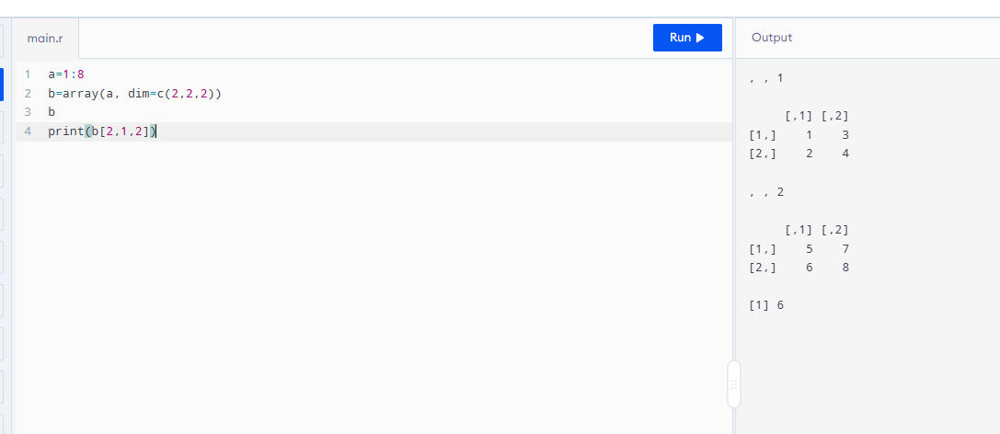 main.r
Run
Output
1 a=1:8
2 b=array(a, dim=c(2,2,2))
3 b
4 print(b[2,1,2])
, , 1
[,1] [,2]
[1,] 1 3
[2,] 2 4
, , 2
[,1] [,2]
[1,] 5 7
[2,] 6 8
[1] 6